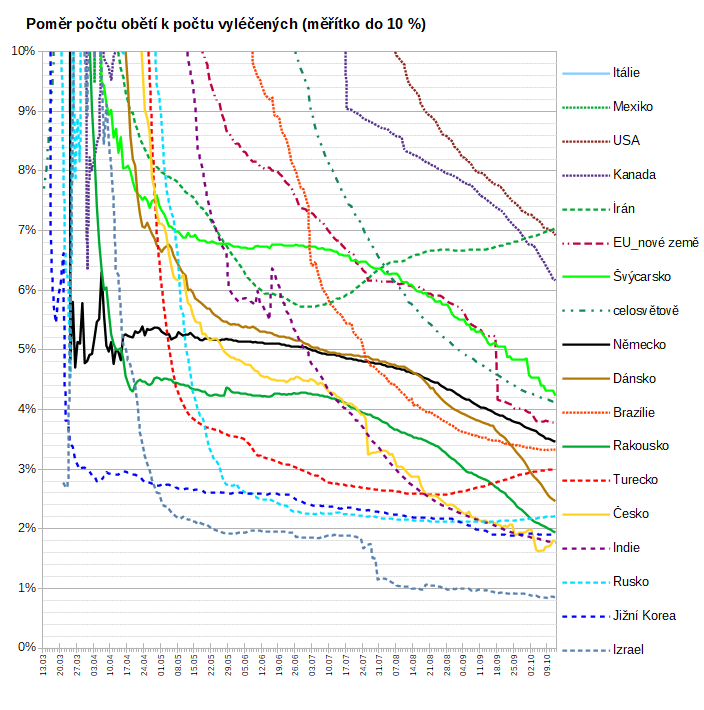 Poměr počtu obětí k počtu vyléčených (měřítko do 10 %)
10%
9%
8%
7%
6%
5%
4%
3%
2%
1%
0%
13.03
20.03
27.03
03.04
10.04
17.04
24.04
01.05
08.05
15.05
22.05
29.05
05.06
12.06
19.06
26.06
03.07
10.07
17.07
24.07
31.07
07.08
14.08
21.08
28.08
04.09
11.09
18.09
25.09
02.10
09.10
Itálie
Mexiko
USA
Kanada
Írán
EU_nové země
Švýcarsko
celosvětově
Německo
Dánsko
Brazílie
Rakousko
Turecko
Česko
Indie
Rusko
Jižní Korea
Izrael